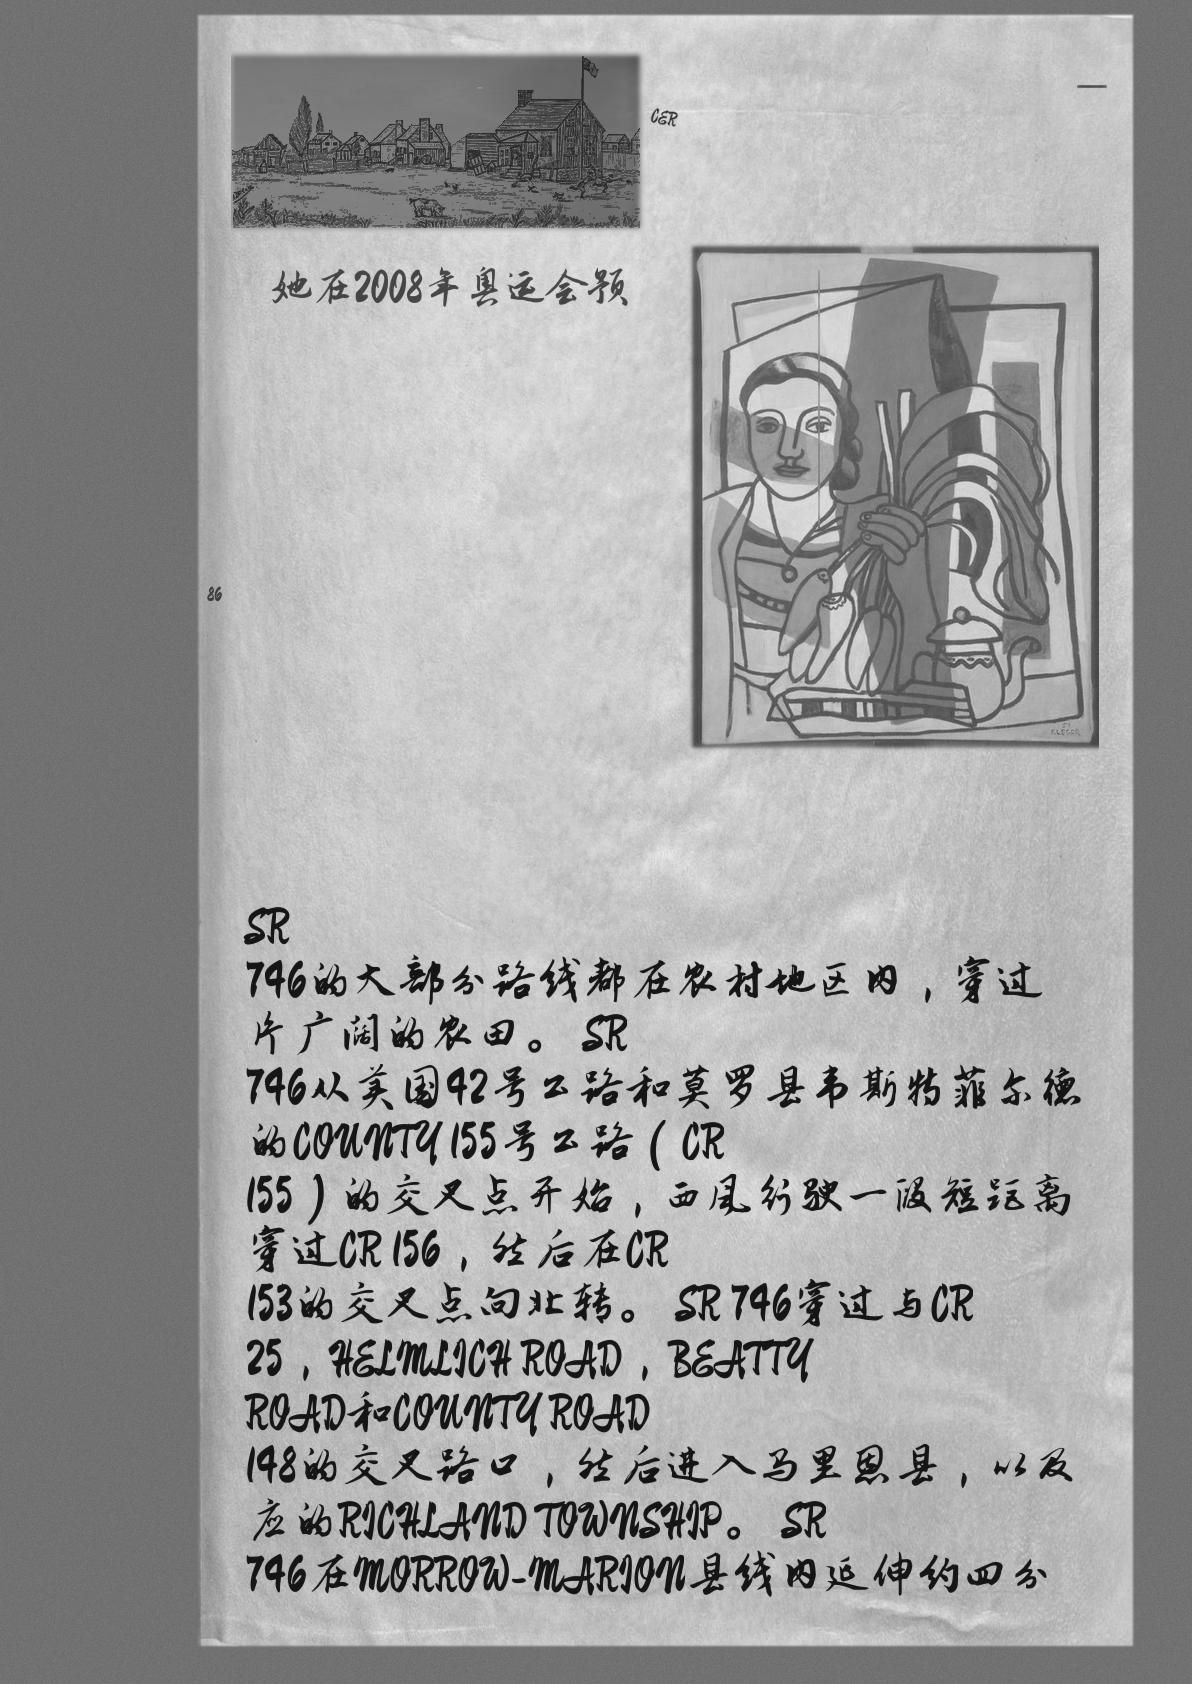 CER
她在2008年奥运会预
86
SR
746的大部分路线都在农村地区内，穿过
片广阔的农田。 SR
746从美国42号公路和莫罗县韦斯特菲尔德
的COUNTY 155号公路（ CR
155 ）的交叉点开始，西风行驶一段短距离
穿过CR 156 ，然后在CR
153的交叉点向北转。 SR 746穿过与CR
25 ，HELMLICH ROAD ，BEATTY
ROAD和COUNTY ROAD
148的交叉路口 ，然后进入马里恩县，以及
应的RICHLAND TOWNSHIP。 SR
746在MORROW-MARION县线内延伸约四分